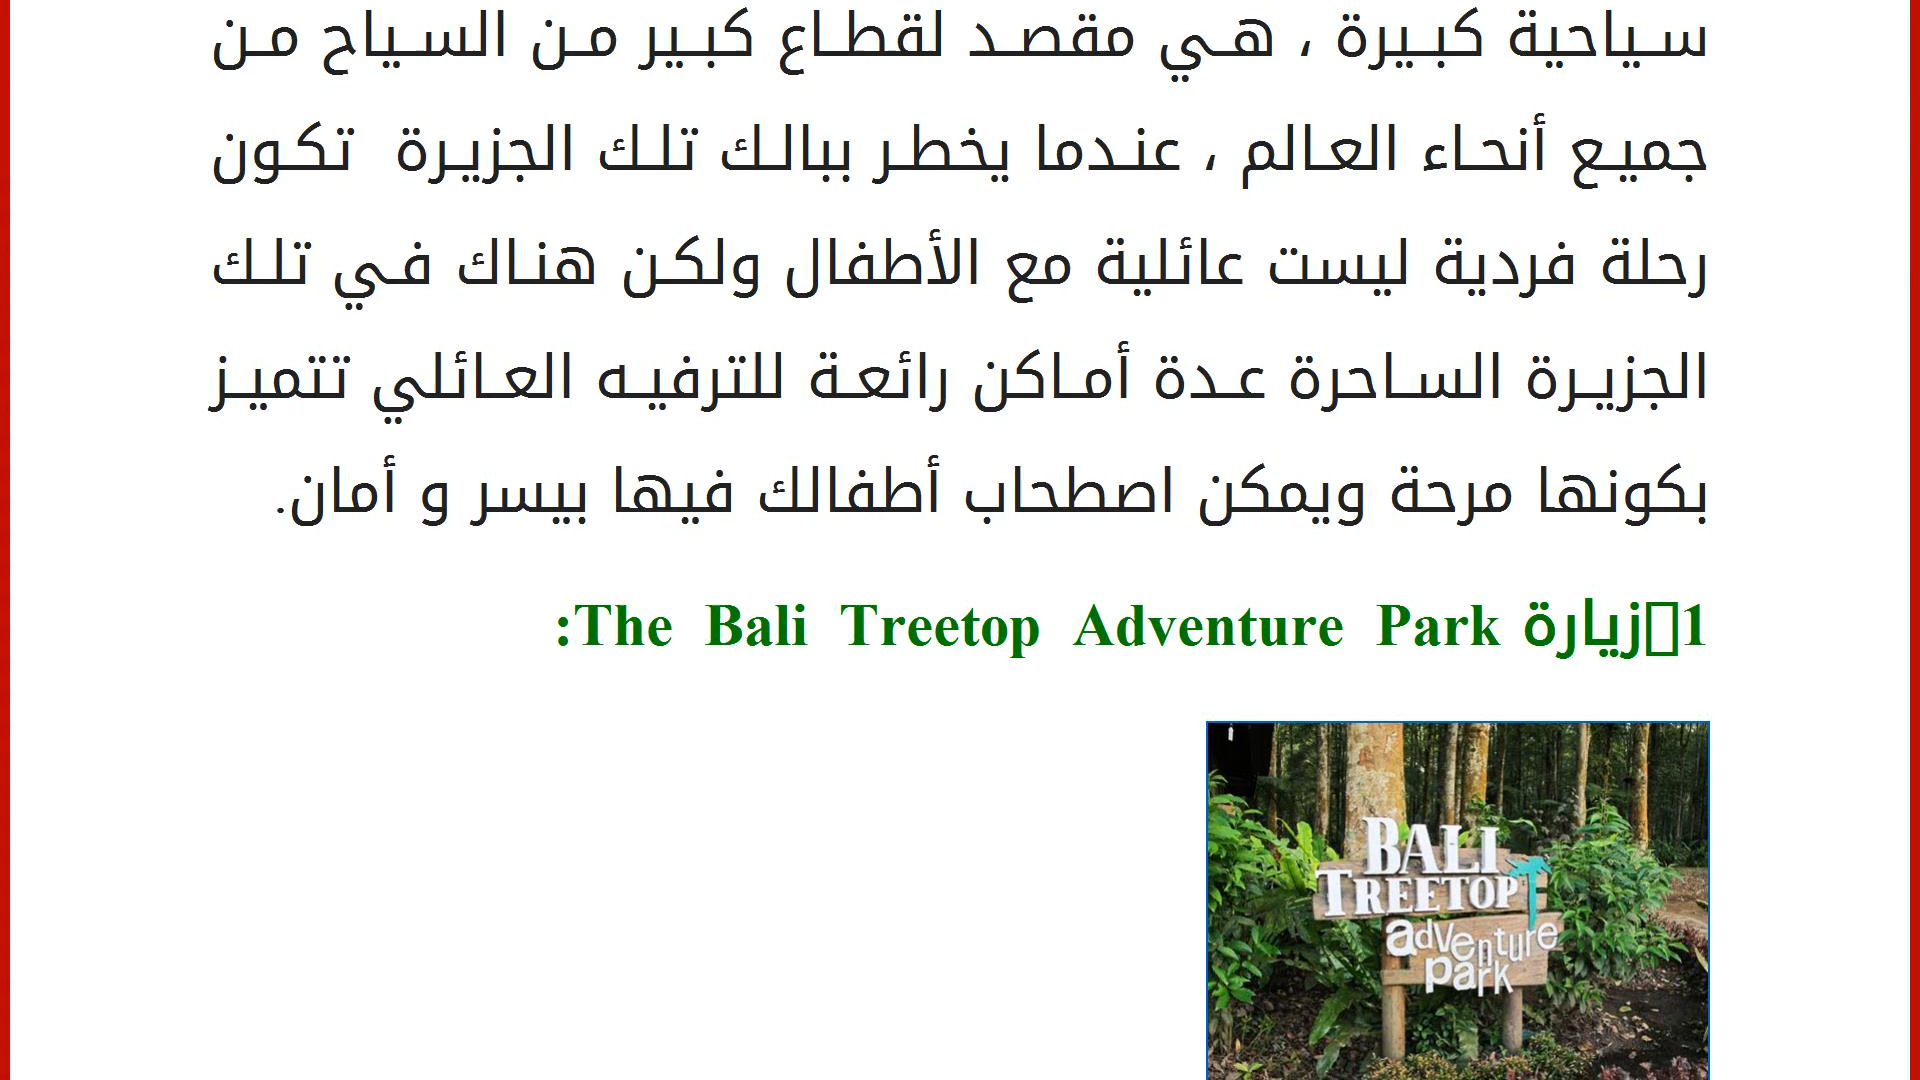 سياحية كبيرة ، هي مقصد لقطاع كبير من السياح من
جميع أنحاء العالم ، عندما يخطر ببالك تلك الجزيرة تكون
رحلة فردية ليست عائلية مع الأطفال ولكن هناك في تلك
الجزيرة الساحرة عدة أماكن رائعة للترفيه العائلي تتميز
بكونها مرحة ويمكن اصطحاب أطفالك فيها بيسر و أمان.
1زيارة The Bali Treetop Adventure Park:
BALI
TREETOP
adventure
park